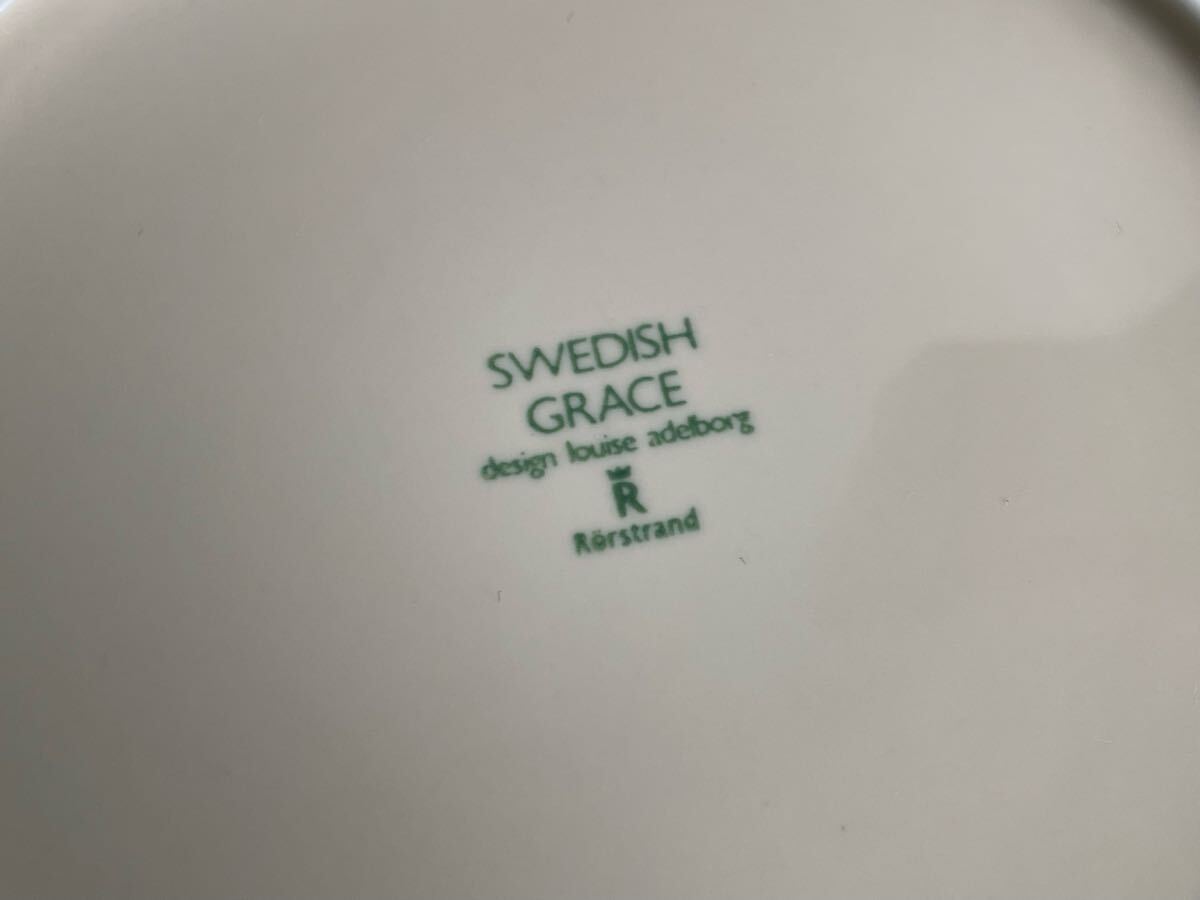 SWEDISH
GRACE
design louise adelborg
R
Rörstrand